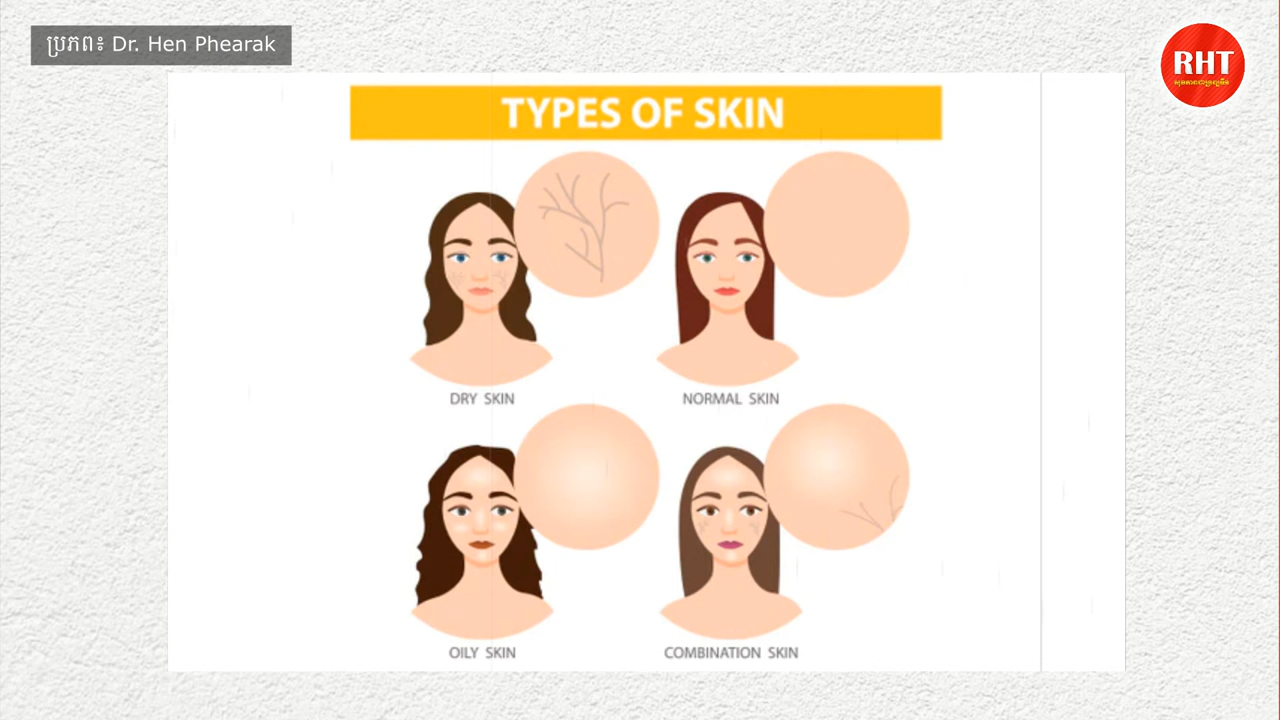 ប្រភព៖ Dr. Hen Phearak
RHT
TYPES OF SKIN
DRY SKIN
NORMAL SKIN
OILY SKIN
COMBINATION SKIN